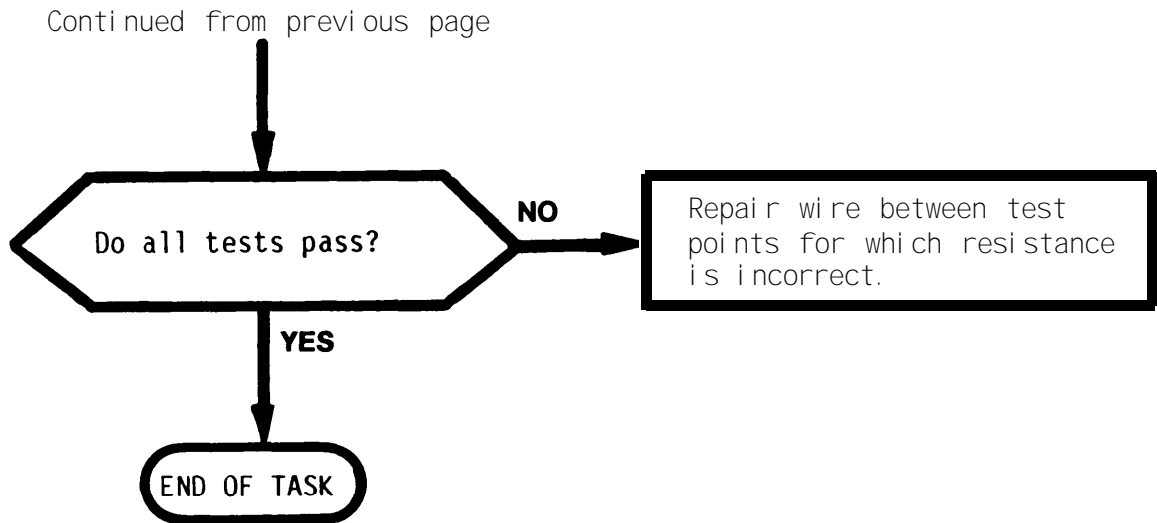 Continued from previous page
Do all tests pass?
NO
Repair wire between test
points for which resistance
is incorrect.
YES
END OF TASK